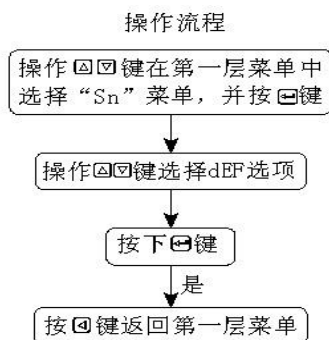 操作流程
操作△▽键在第一层菜单中
选择“Sn”菜单，并按↵键
操作△▽键选择dEF选项
按下↵键
是
按◁键返回第一层菜单